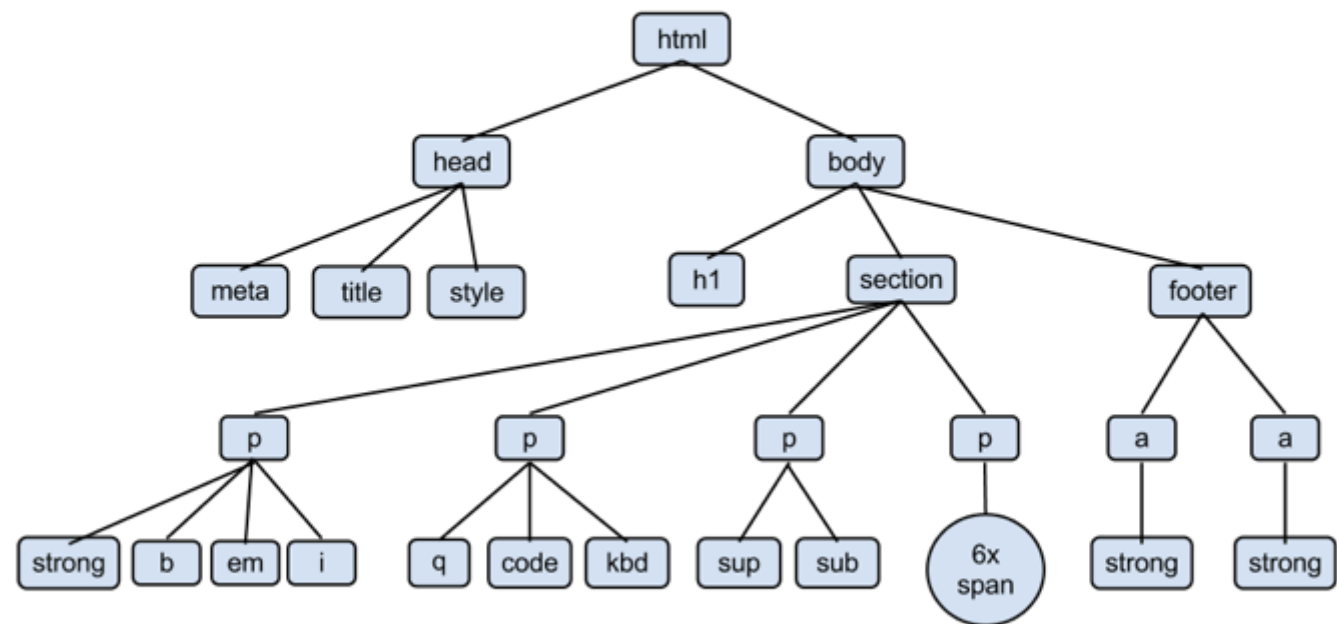 html
head
body
meta
title
style
h1
section
footer
p
p
p
p
a
a
strong
b
em
i
q
code
kbd
sup
sub
6x
span
strong
strong